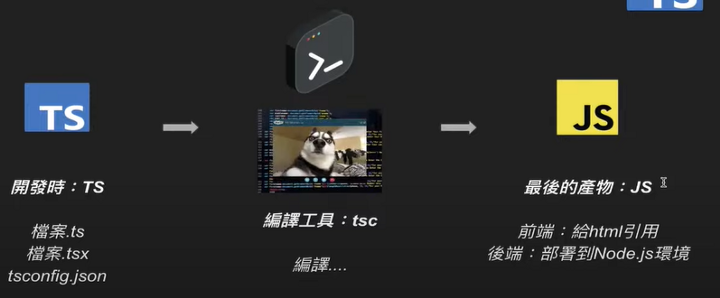 TS
TS
JS
開發時：TS
檔案.ts
檔案.tsx
tsconfig.json
編譯工具：tsc
編譯....
最後的產物：JS
前端：給html引用
後端：部署到Node.js環境